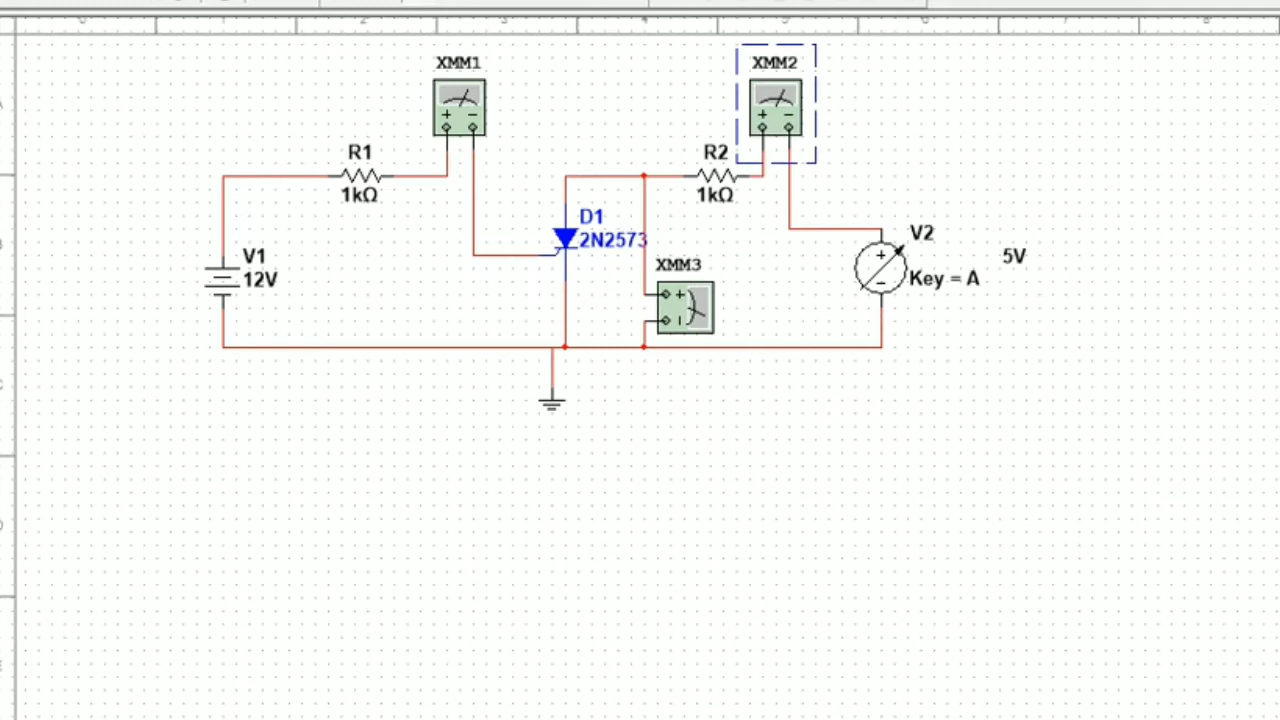 XMM1
XMM2
R1
1kΩ
R2
1kΩ
D1
2N2573
V1
12V
XMM3
V2
Key = A
5V